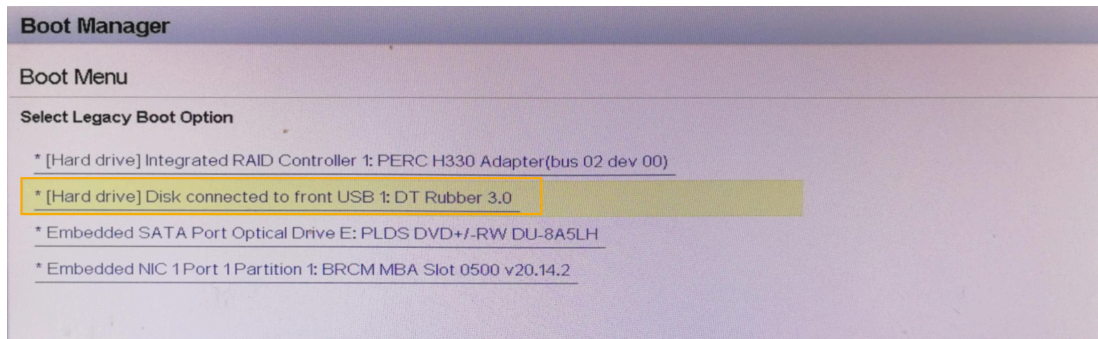 Boot Manager
Boot Menu
Select Legacy Boot Option
* [Hard drive] Integrated RAID Controller 1: PERC H330 Adapter(bus 02 dev 00)
* [Hard drive] Disk connected to front USB 1: DT Rubber 3.0
* Embedded SATA Port Optical Drive E: PLDS DVD+/-RW DU-8A5LH
* Embedded NIC 1 Port 1 Partition 1: BRCM MBA Slot 0500 v20.14.2